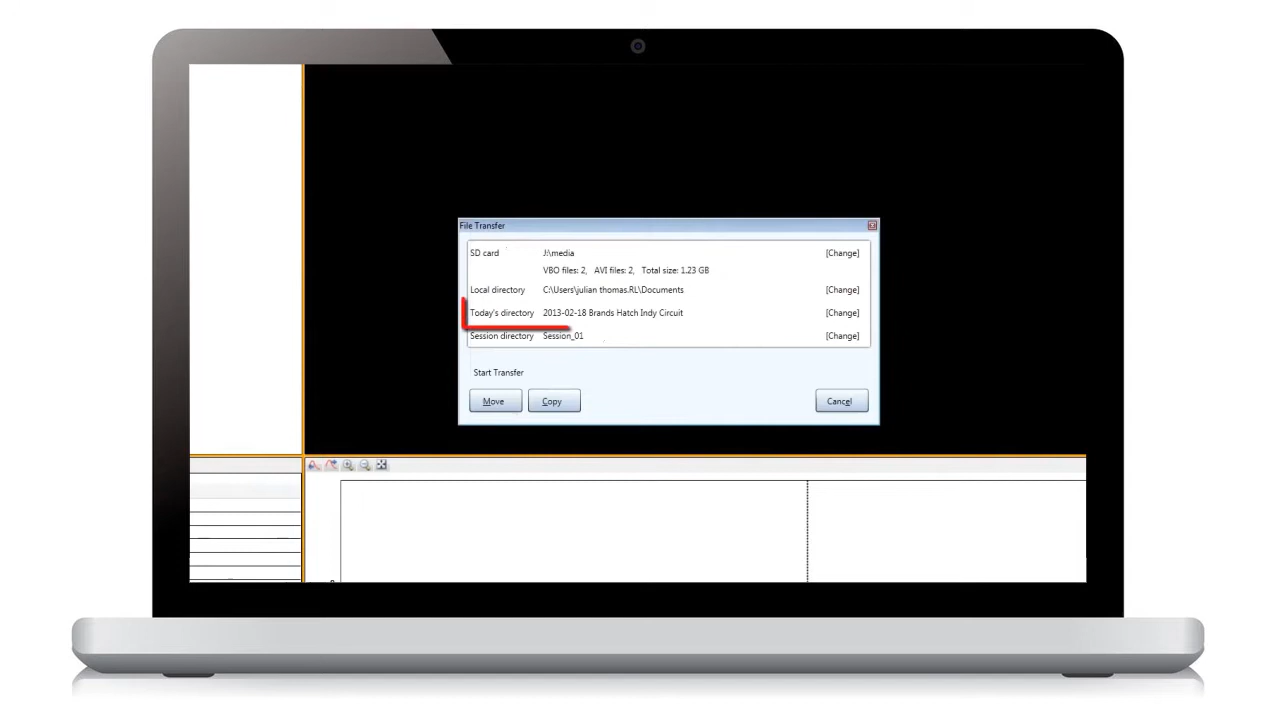 File Transfer
SD card J:\media [Change]
VBO files: 2, AVI files: 2, Total size: 1.23 GB
Local directory C:\Users\julian thomas.RL\Documents [Change]
Today's directory 2013-02-18 Brands Hatch Indy Circuit [Change]
Session directory Session_01 [Change]
Start Transfer
Move Copy Cancel